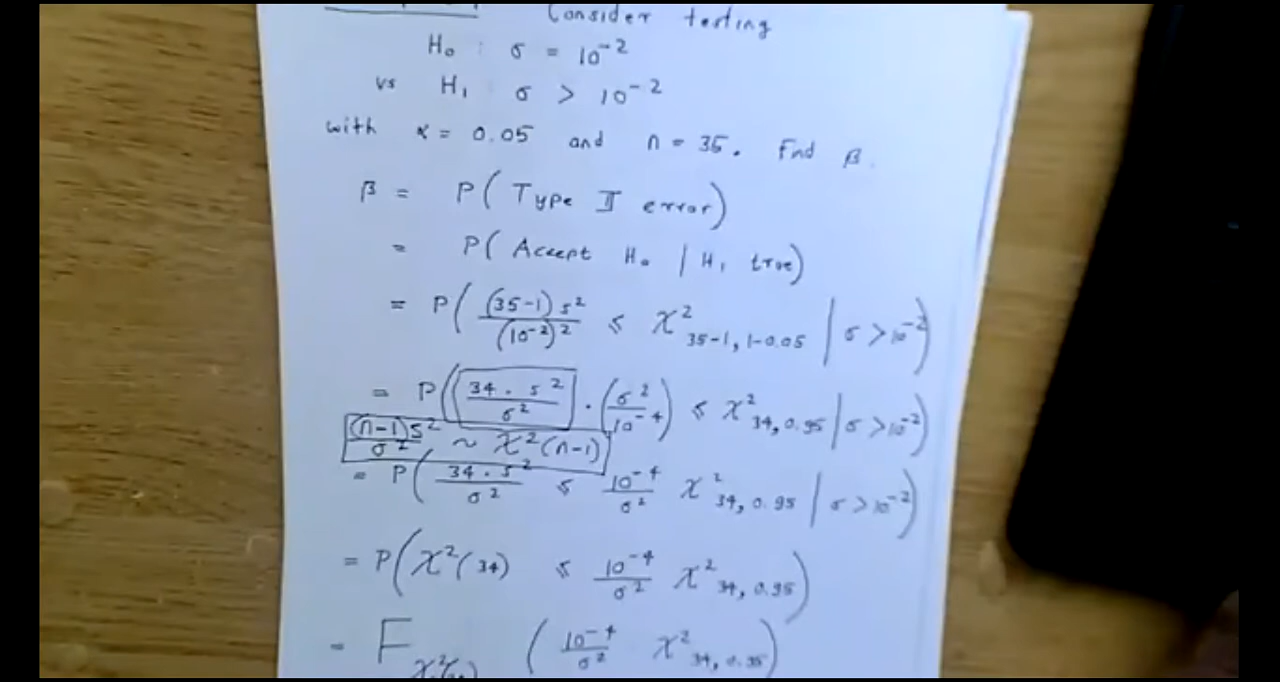 Consider testing
H₀ : σ = 10⁻²
vs H₁ : σ > 10⁻²
with α = 0.05 and n = 35. Fnd β.
β = P( Type II error)
= P( Accept H₀ | H₁ true)
= P( (35-1) s² / (10⁻²)² ≤ χ²₃₅₋₁, ₁₋₀.₀₅ | σ > 10⁻²)
= P( 34 . s² / σ² . (σ² / 10⁻⁴) ≤ χ²₃₄, ₀.₉₅ | σ > 10⁻²)
(n-1)s² / σ² ~ χ²(n-1)
= P( 34 . s² / σ² ≤ 10⁻⁴ / σ² χ²₃₄, ₀.₉₅ | σ > 10⁻²)
= P( χ²(34) ≤ 10⁻⁴ / σ² χ²₃₄, ₀.₉₅)
= F ( 10⁻⁴ / σ² χ²₃₄, ₀.₉₅)